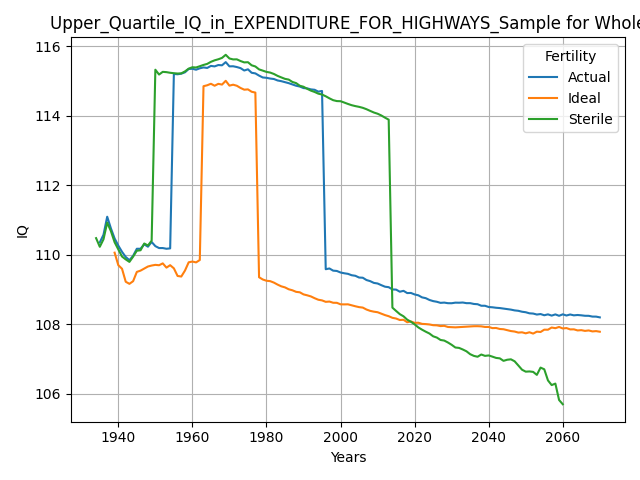 Upper_Quartile_IQ_in_EXPENDITURE_FOR_HIGHWAYS_Sample for Whole
116
114
112
110
108
106
IQ
Fertility
Actual
Ideal
Sterile
1940 1960 1980 2000 2020 2040 2060
Years